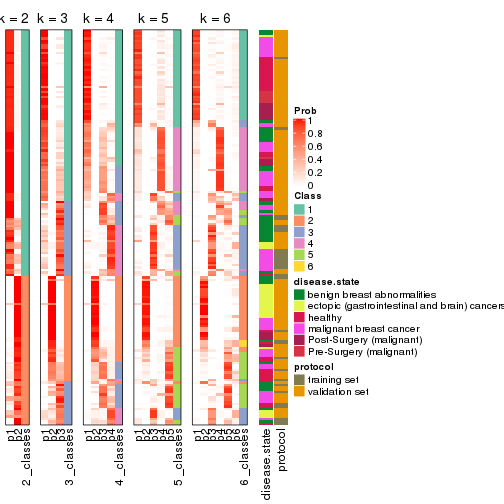 k = 2 k = 3 k = 4 k = 5 k = 6
Prob
1
0.8
0.6
0.4
0.2
0
Class
1
2
3
4
5
6
disease.state
benign breast abnormalities
ectopic (gastrointestinal and brain) cancers
healthy
malignant breast cancer
Post-Surgery (malignant)
Pre-Surgery (malignant)
protocol
training set
validation set
p1 p2 2_classes p1 p2 p3 3_classes p1 p2 p3 p4 4_classes p1 p2 p3 p4 p5 5_classes p1 p2 p3 p4 p5 p6 6_classes disease.state protocol